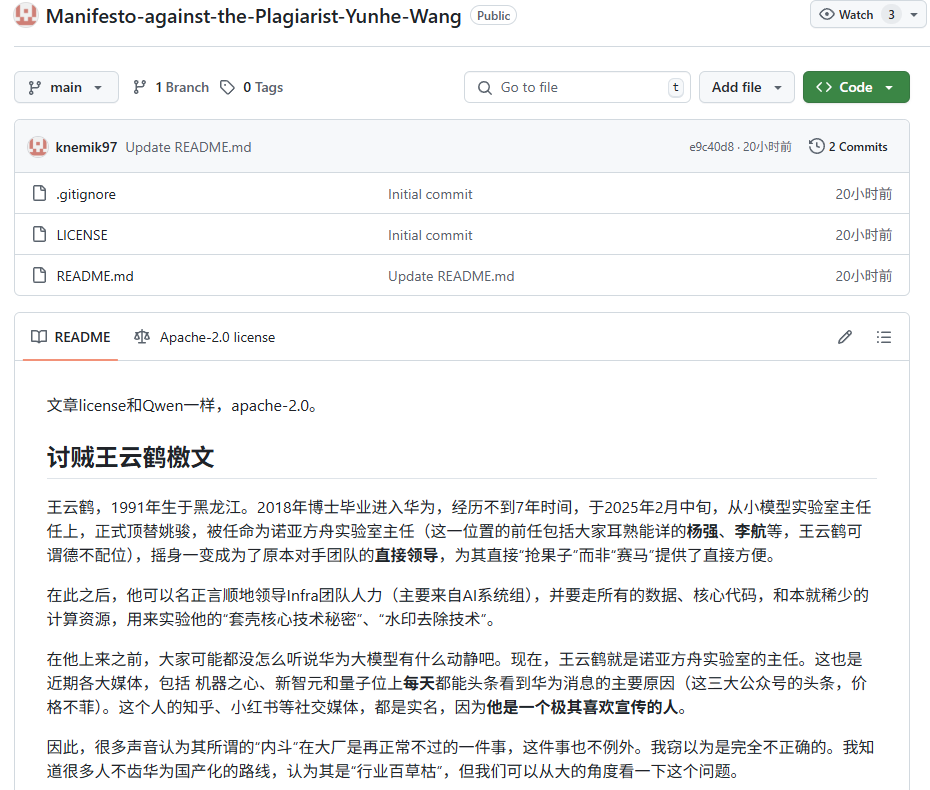 Manifesto-against-the-Plagiarist-Yunhe-Wang Public
Watch 3
main 1 Branch 0 Tags Go to file t Add file Code
knemik97 Update README.md e9c40d8 · 20小时前 2 Commits
.gitignore Initial commit 20小时前
LICENSE Initial commit 20小时前
README.md Update README.md 20小时前
README Apache-2.0 license
文章license和Qwen一样，apache-2.0。
讨贼王云鹤檄文
王云鹤，1991年生于黑龙江。2018年博士毕业进入华为，经历不到7年时间，于2025年2月中旬，从小模型实验室主任
任上，正式顶替姚骏，被任命为诺亚方舟实验室主任（这一位置的前任包括大家耳熟能详的杨强、李航等，王云鹤可
谓德不配位），摇身一变成为了原本对手团队的直接领导，为其直接“抢果子”而非“赛马”提供了直接方便。
在此之后，他可以名正言顺地领导Infra团队人力（主要来自AI系统组），并要走所有的数据、核心代码，和本就稀少的
计算资源，用来实验他的“套壳核心技术秘密”、“水印去除技术”。
在他上来之前，大家可能都没怎么听说华为大模型有什么动静吧。现在，王云鹤就是诺亚方舟实验室的主任。这也是
近期各大媒体，包括 机器之心、新智元和量子位上每天都能头条看到华为消息的主要原因（这三大公众号的头条，价
格不菲）。这个人的知乎、小红书等社交媒体，都是实名，因为他是一个极其喜欢宣传的人。
因此，很多声音认为其所谓的“内斗”在大厂是再正常不过的一件事，这件事也不例外。我窃以为是完全不正确的。我知
道很多人不齿华为国产化的路线，认为其是“行业百草枯”，但我们可以从大的角度看一下这个问题。